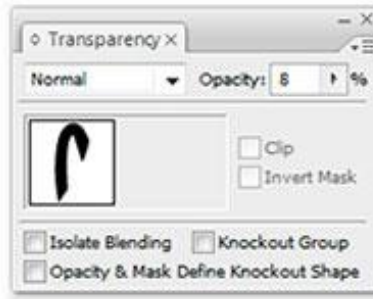 Transparency
Normal Opacity: 8 %
Clip
Invert Mask
Isolate Blending Knockout Group
Opacity & Mask Define Knockout Shape